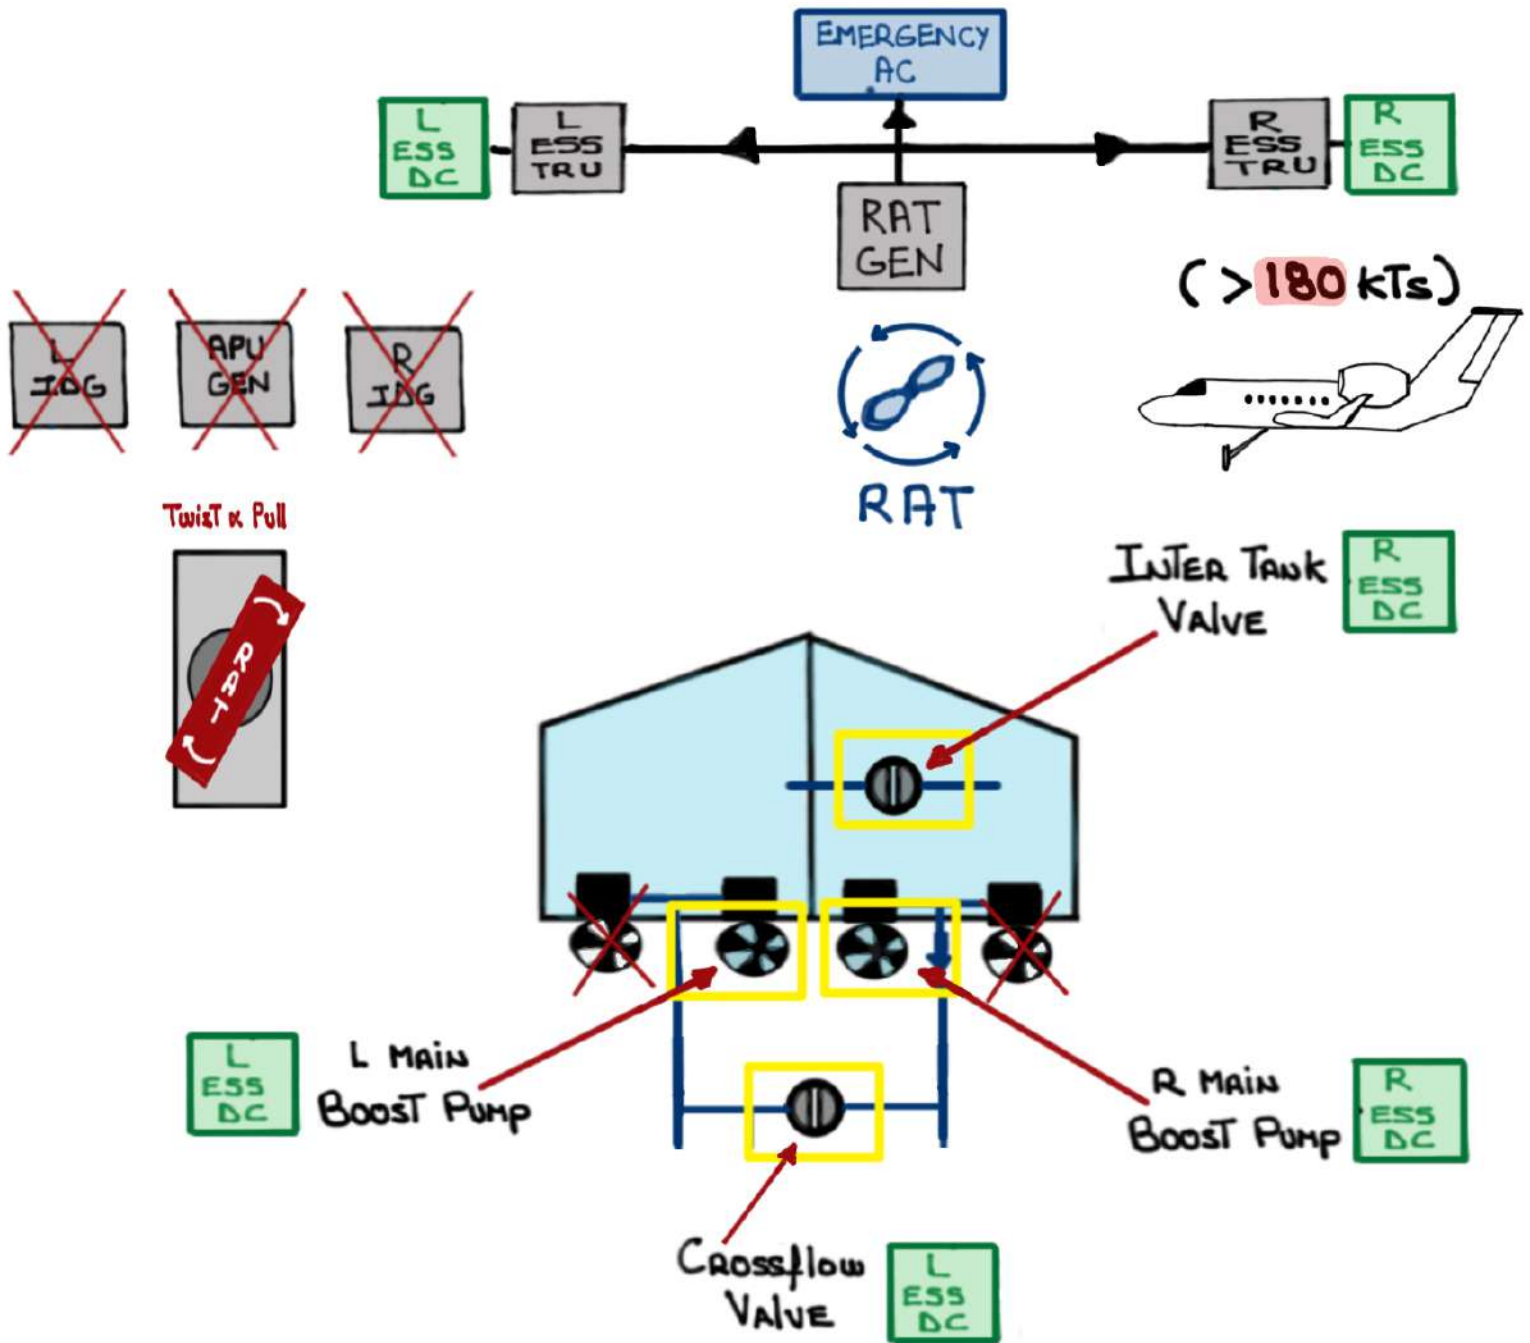 EMERGENCY
AC
L
ESS
DC
L
ESS
TRU
R
ESS
TRU
R
ESS
DC
RAT
GEN
(>180 KTS)
L
IDG
APU
GEN
R
IDG
RAT
TWIST & Pull
RAT
INTER TANK
VALVE
R
ESS
DC
L
ESS
DC
L MAIN
BOOST PUMP
R MAIN
BOOST PUMP
R
ESS
DC
CROSSflow
VALVE
L
ESS
DC